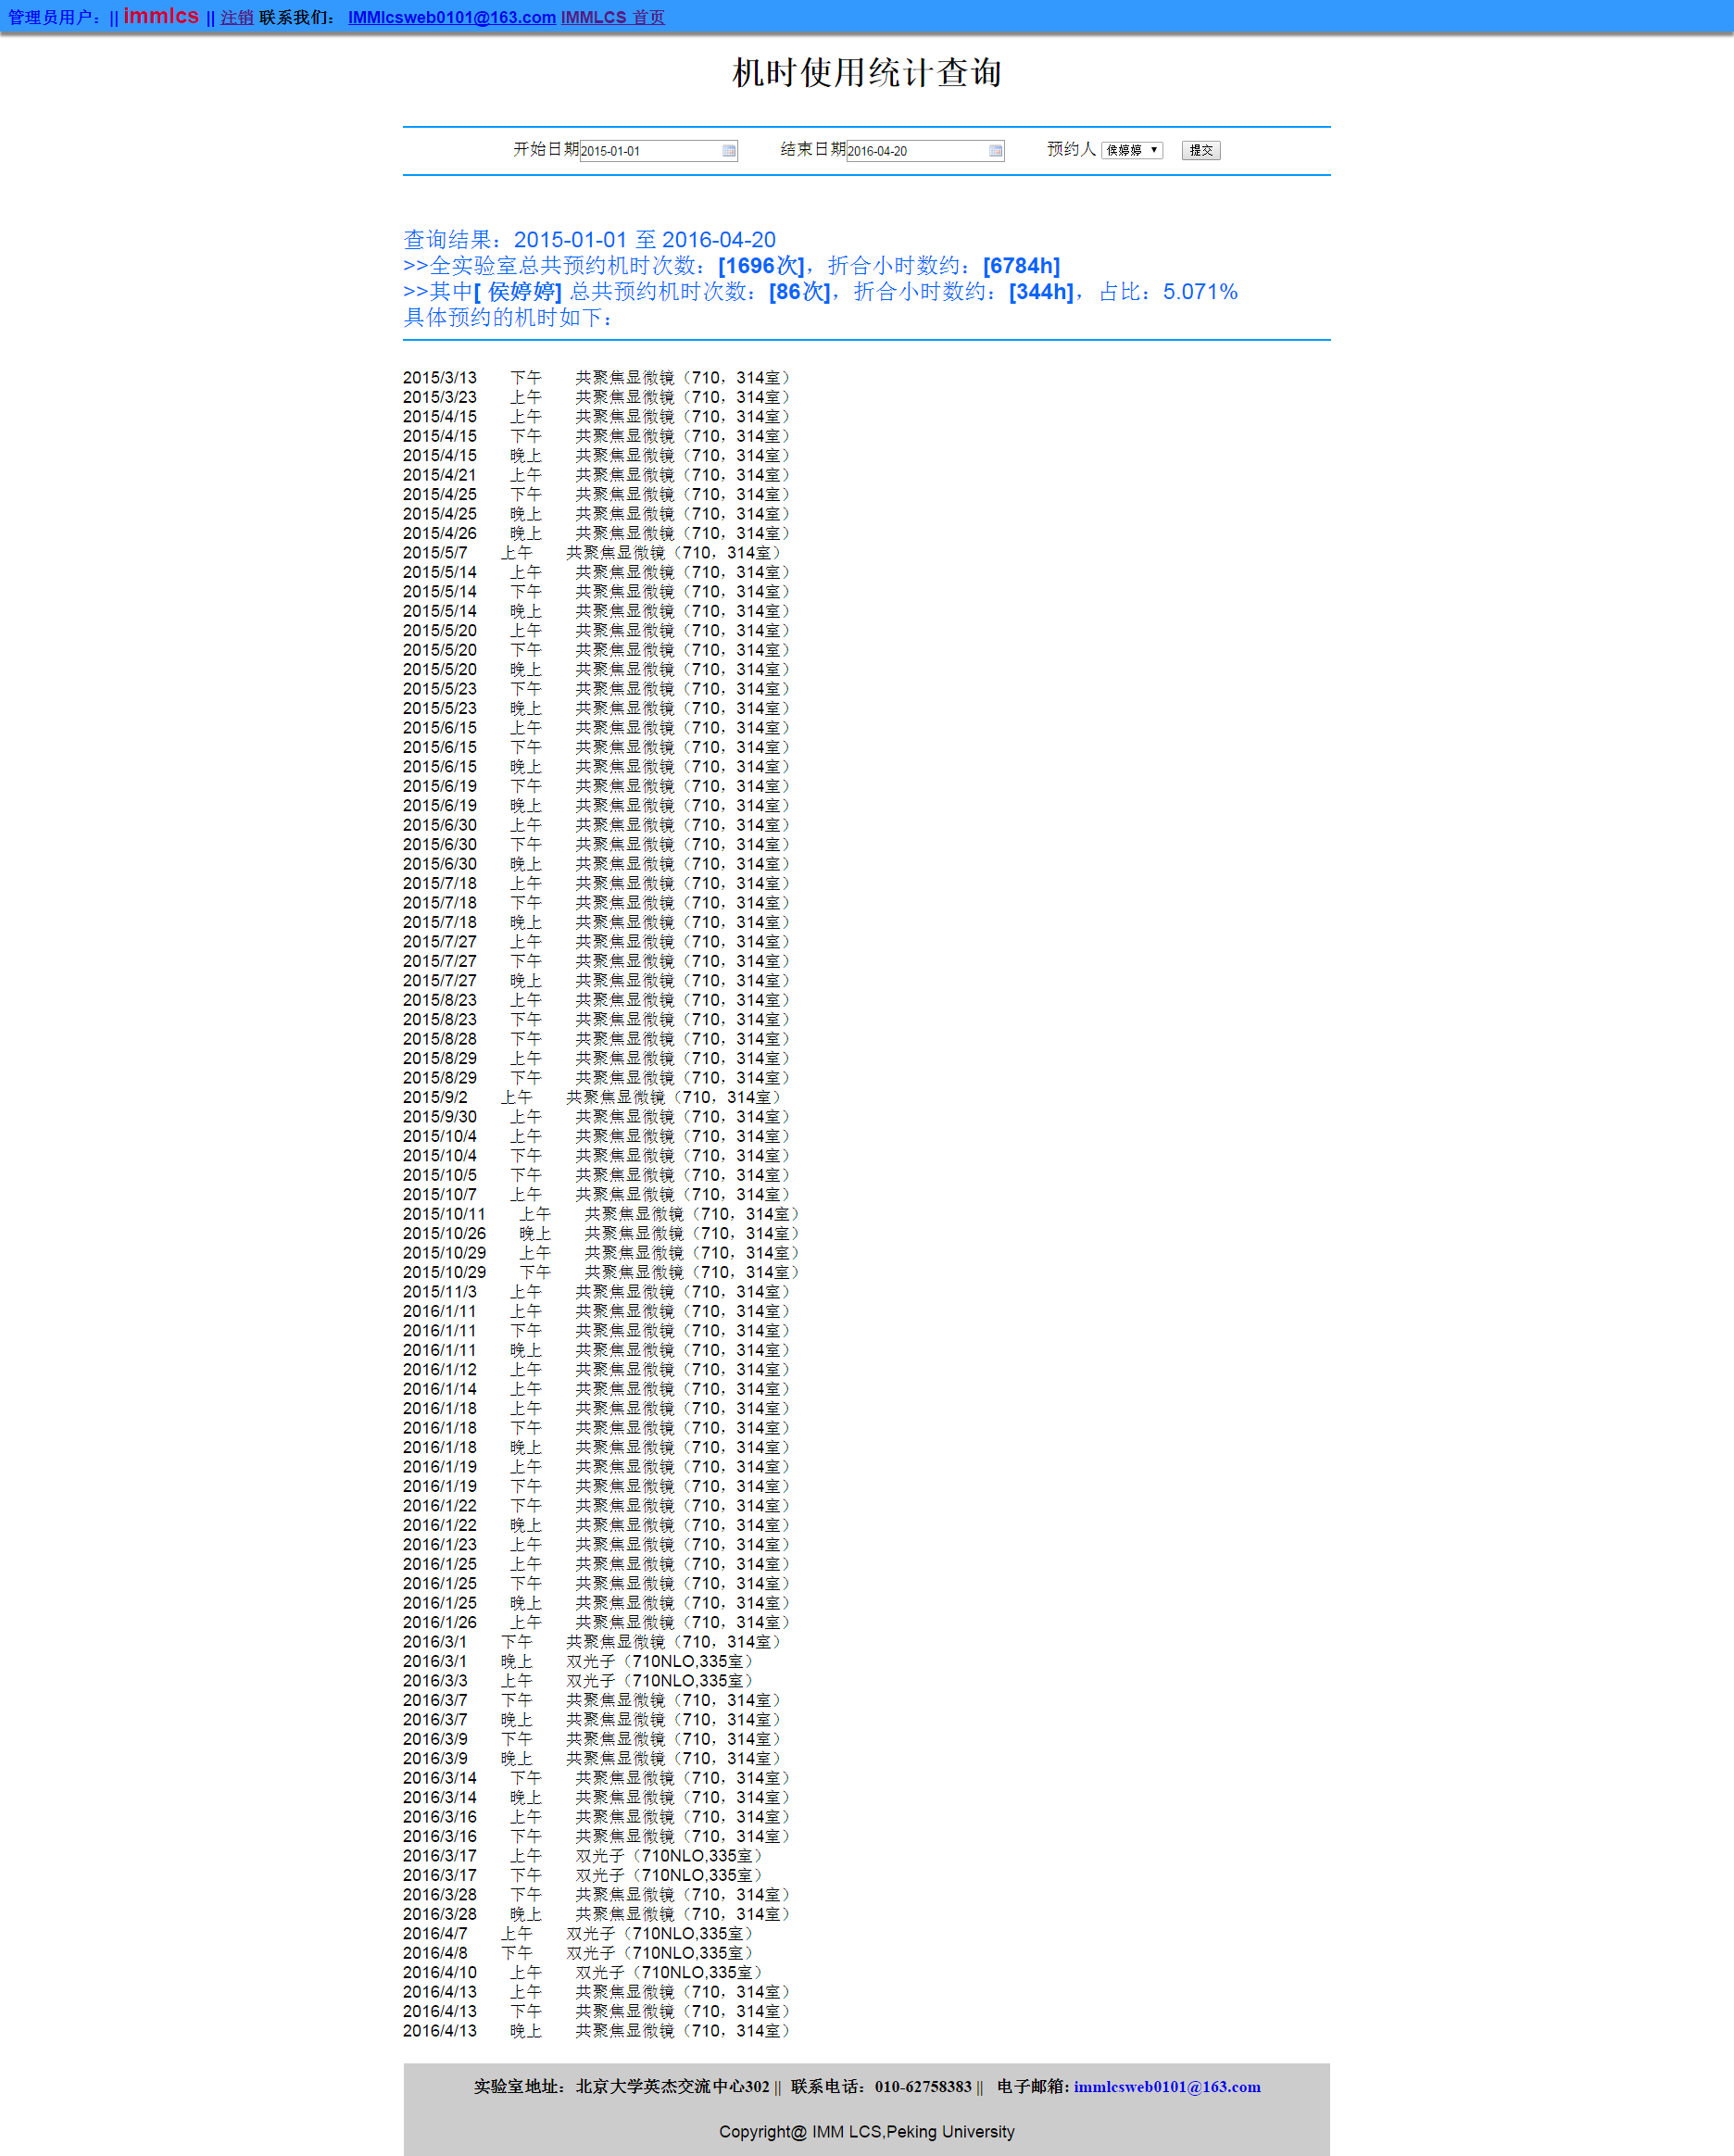 管理员用户：|| immlcs || 注销 联系我们： IMMlcsweb0101@163.com IMMLCS 首页
机时使用统计查询
开始日期 2015-01-01 结束日期 2016-04-20 预约人 侯婷婷 提交
查询结果：2015-01-01 至 2016-04-20
>>全实验室总共预约机时次数：[1696次]，折合小时数约：[6784h]
>>其中[ 侯婷婷] 总共预约机时次数：[86次]，折合小时数约：[344h]，占比：5.071%
具体预约的机时如下：
2015/3/13 下午 共聚焦显微镜（710，314室）
2015/3/23 上午 共聚焦显微镜（710，314室）
2015/4/15 上午 共聚焦显微镜（710，314室）
2015/4/15 下午 共聚焦显微镜（710，314室）
2015/4/15 晚上 共聚焦显微镜（710，314室）
2015/4/21 上午 共聚焦显微镜（710，314室）
2015/4/25 下午 共聚焦显微镜（710，314室）
2015/4/25 晚上 共聚焦显微镜（710，314室）
2015/4/26 晚上 共聚焦显微镜（710，314室）
2015/5/7 上午 共聚焦显微镜（710，314室）
2015/5/14 上午 共聚焦显微镜（710，314室）
2015/5/14 下午 共聚焦显微镜（710，314室）
2015/5/14 晚上 共聚焦显微镜（710，314室）
2015/5/20 上午 共聚焦显微镜（710，314室）
2015/5/20 下午 共聚焦显微镜（710，314室）
2015/5/20 晚上 共聚焦显微镜（710，314室）
2015/5/23 下午 共聚焦显微镜（710，314室）
2015/5/23 晚上 共聚焦显微镜（710，314室）
2015/6/15 上午 共聚焦显微镜（710，314室）
2015/6/15 下午 共聚焦显微镜（710，314室）
2015/6/15 晚上 共聚焦显微镜（710，314室）
2015/6/19 下午 共聚焦显微镜（710，314室）
2015/6/19 晚上 共聚焦显微镜（710，314室）
2015/6/30 上午 共聚焦显微镜（710，314室）
2015/6/30 下午 共聚焦显微镜（710，314室）
2015/6/30 晚上 共聚焦显微镜（710，314室）
2015/7/18 上午 共聚焦显微镜（710，314室）
2015/7/18 下午 共聚焦显微镜（710，314室）
2015/7/18 晚上 共聚焦显微镜（710，314室）
2015/7/27 上午 共聚焦显微镜（710，314室）
2015/7/27 下午 共聚焦显微镜（710，314室）
2015/7/27 晚上 共聚焦显微镜（710，314室）
2015/8/23 上午 共聚焦显微镜（710，314室）
2015/8/23 下午 共聚焦显微镜（710，314室）
2015/8/28 下午 共聚焦显微镜（710，314室）
2015/8/29 上午 共聚焦显微镜（710，314室）
2015/8/29 下午 共聚焦显微镜（710，314室）
2015/9/2 上午 共聚焦显微镜（710，314室）
2015/9/30 上午 共聚焦显微镜（710，314室）
2015/10/4 上午 共聚焦显微镜（710，314室）
2015/10/4 下午 共聚焦显微镜（710，314室）
2015/10/5 下午 共聚焦显微镜（710，314室）
2015/10/7 上午 共聚焦显微镜（710，314室）
2015/10/11 上午 共聚焦显微镜（710，314室）
2015/10/26 晚上 共聚焦显微镜（710，314室）
2015/10/29 上午 共聚焦显微镜（710，314室）
2015/10/29 下午 共聚焦显微镜（710，314室）
2015/11/3 上午 共聚焦显微镜（710，314室）
2016/1/11 上午 共聚焦显微镜（710，314室）
2016/1/11 下午 共聚焦显微镜（710，314室）
2016/1/11 晚上 共聚焦显微镜（710，314室）
2016/1/12 上午 共聚焦显微镜（710，314室）
2016/1/14 上午 共聚焦显微镜（710，314室）
2016/1/18 上午 共聚焦显微镜（710，314室）
2016/1/18 下午 共聚焦显微镜（710，314室）
2016/1/18 晚上 共聚焦显微镜（710，314室）
2016/1/19 上午 共聚焦显微镜（710，314室）
2016/1/19 下午 共聚焦显微镜（710，314室）
2016/1/22 下午 共聚焦显微镜（710，314室）
2016/1/22 晚上 共聚焦显微镜（710，314室）
2016/1/23 上午 共聚焦显微镜（710，314室）
2016/1/25 上午 共聚焦显微镜（710，314室）
2016/1/25 下午 共聚焦显微镜（710，314室）
2016/1/25 晚上 共聚焦显微镜（710，314室）
2016/1/26 上午 共聚焦显微镜（710，314室）
2016/3/1 下午 共聚焦显微镜（710，314室）
2016/3/1 晚上 双光子（710NLO,335室）
2016/3/3 上午 双光子（710NLO,335室）
2016/3/7 下午 共聚焦显微镜（710，314室）
2016/3/7 晚上 共聚焦显微镜（710，314室）
2016/3/9 下午 共聚焦显微镜（710，314室）
2016/3/9 晚上 共聚焦显微镜（710，314室）
2016/3/14 下午 共聚焦显微镜（710，314室）
2016/3/14 晚上 共聚焦显微镜（710，314室）
2016/3/16 上午 共聚焦显微镜（710，314室）
2016/3/16 下午 共聚焦显微镜（710，314室）
2016/3/17 上午 双光子（710NLO,335室）
2016/3/17 下午 双光子（710NLO,335室）
2016/3/28 下午 共聚焦显微镜（710，314室）
2016/3/28 晚上 共聚焦显微镜（710，314室）
2016/4/7 上午 双光子（710NLO,335室）
2016/4/8 下午 双光子（710NLO,335室）
2016/4/10 上午 双光子（710NLO,335室）
2016/4/13 上午 共聚焦显微镜（710，314室）
2016/4/13 下午 共聚焦显微镜（710，314室）
2016/4/13 晚上 共聚焦显微镜（710，314室）
实验室地址：北京大学英杰交流中心302 || 联系电话：010-62758383 || 电子邮箱: immlcsweb0101@163.com
Copyright@ IMM LCS,Peking University